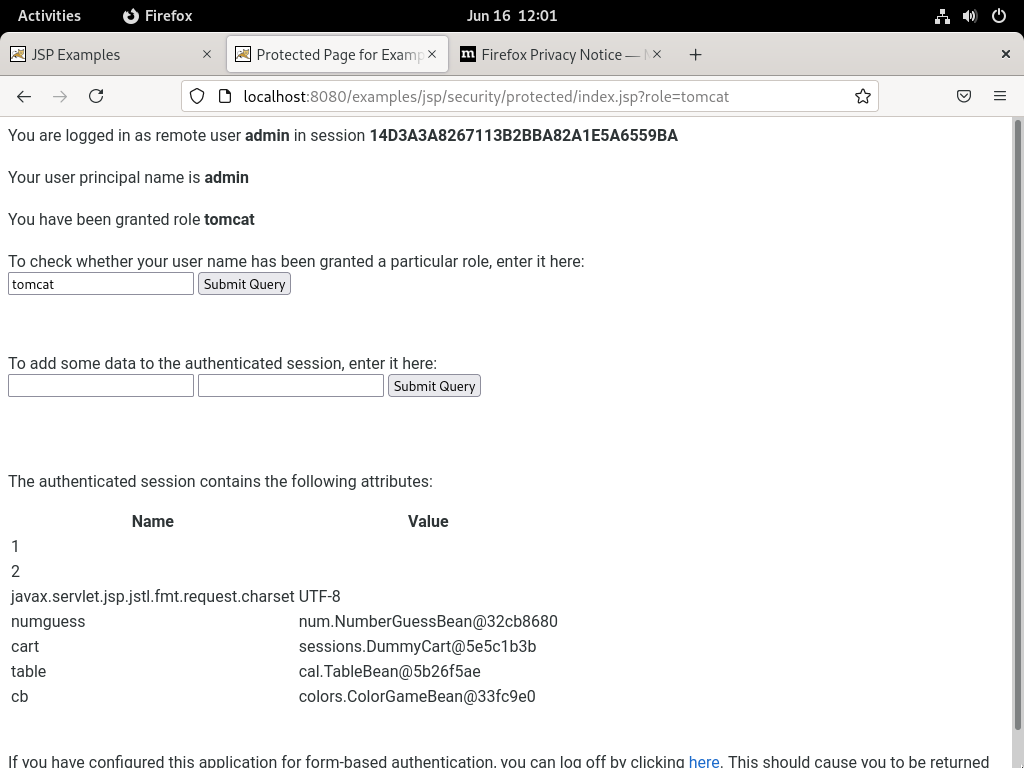 Activities
Firefox
Jun 16 12:01
JSP Examples
Protected Page for Examp
m
Firefox Privacy Notice — M
localhost:8080/examples/jsp/security/protected/index.jsp?role=tomcat
You are logged in as remote user admin in session 14D3A3A8267113B2BBA82A1E5A6559BA
Your user principal name is admin
You have been granted role tomcat
To check whether your user name has been granted a particular role, enter it here:
tomcat Submit Query
To add some data to the authenticated session, enter it here:
Submit Query
The authenticated session contains the following attributes:
Name Value
1
2
javax.servlet.jsp.jstl.fmt.request.charset UTF-8
numguess num.NumberGuessBean@32cb8680
cart sessions.DummyCart@5e5c1b3b
table cal.TableBean@5b26f5ae
cb colors.ColorGameBean@33fc9e0
If you have configured this application for form-based authentication, you can log off by clicking here. This should cause you to be returned